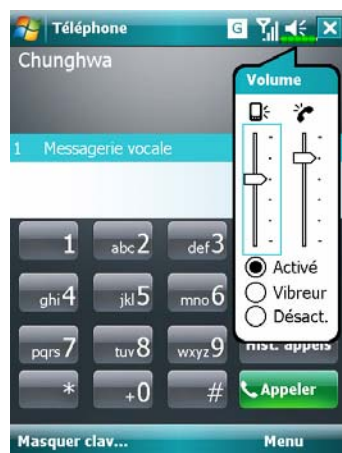 Téléphone
G
Chunghwa
Volume
1 Messagerie vocale
Activé
Vibreur
Désact.
1 abc2 def3
ghi4 jkl5 mno6
pqrs7 tuv8 wxyz9 Hist. appels
* +0 # Appeler
Masquer clav... Menu